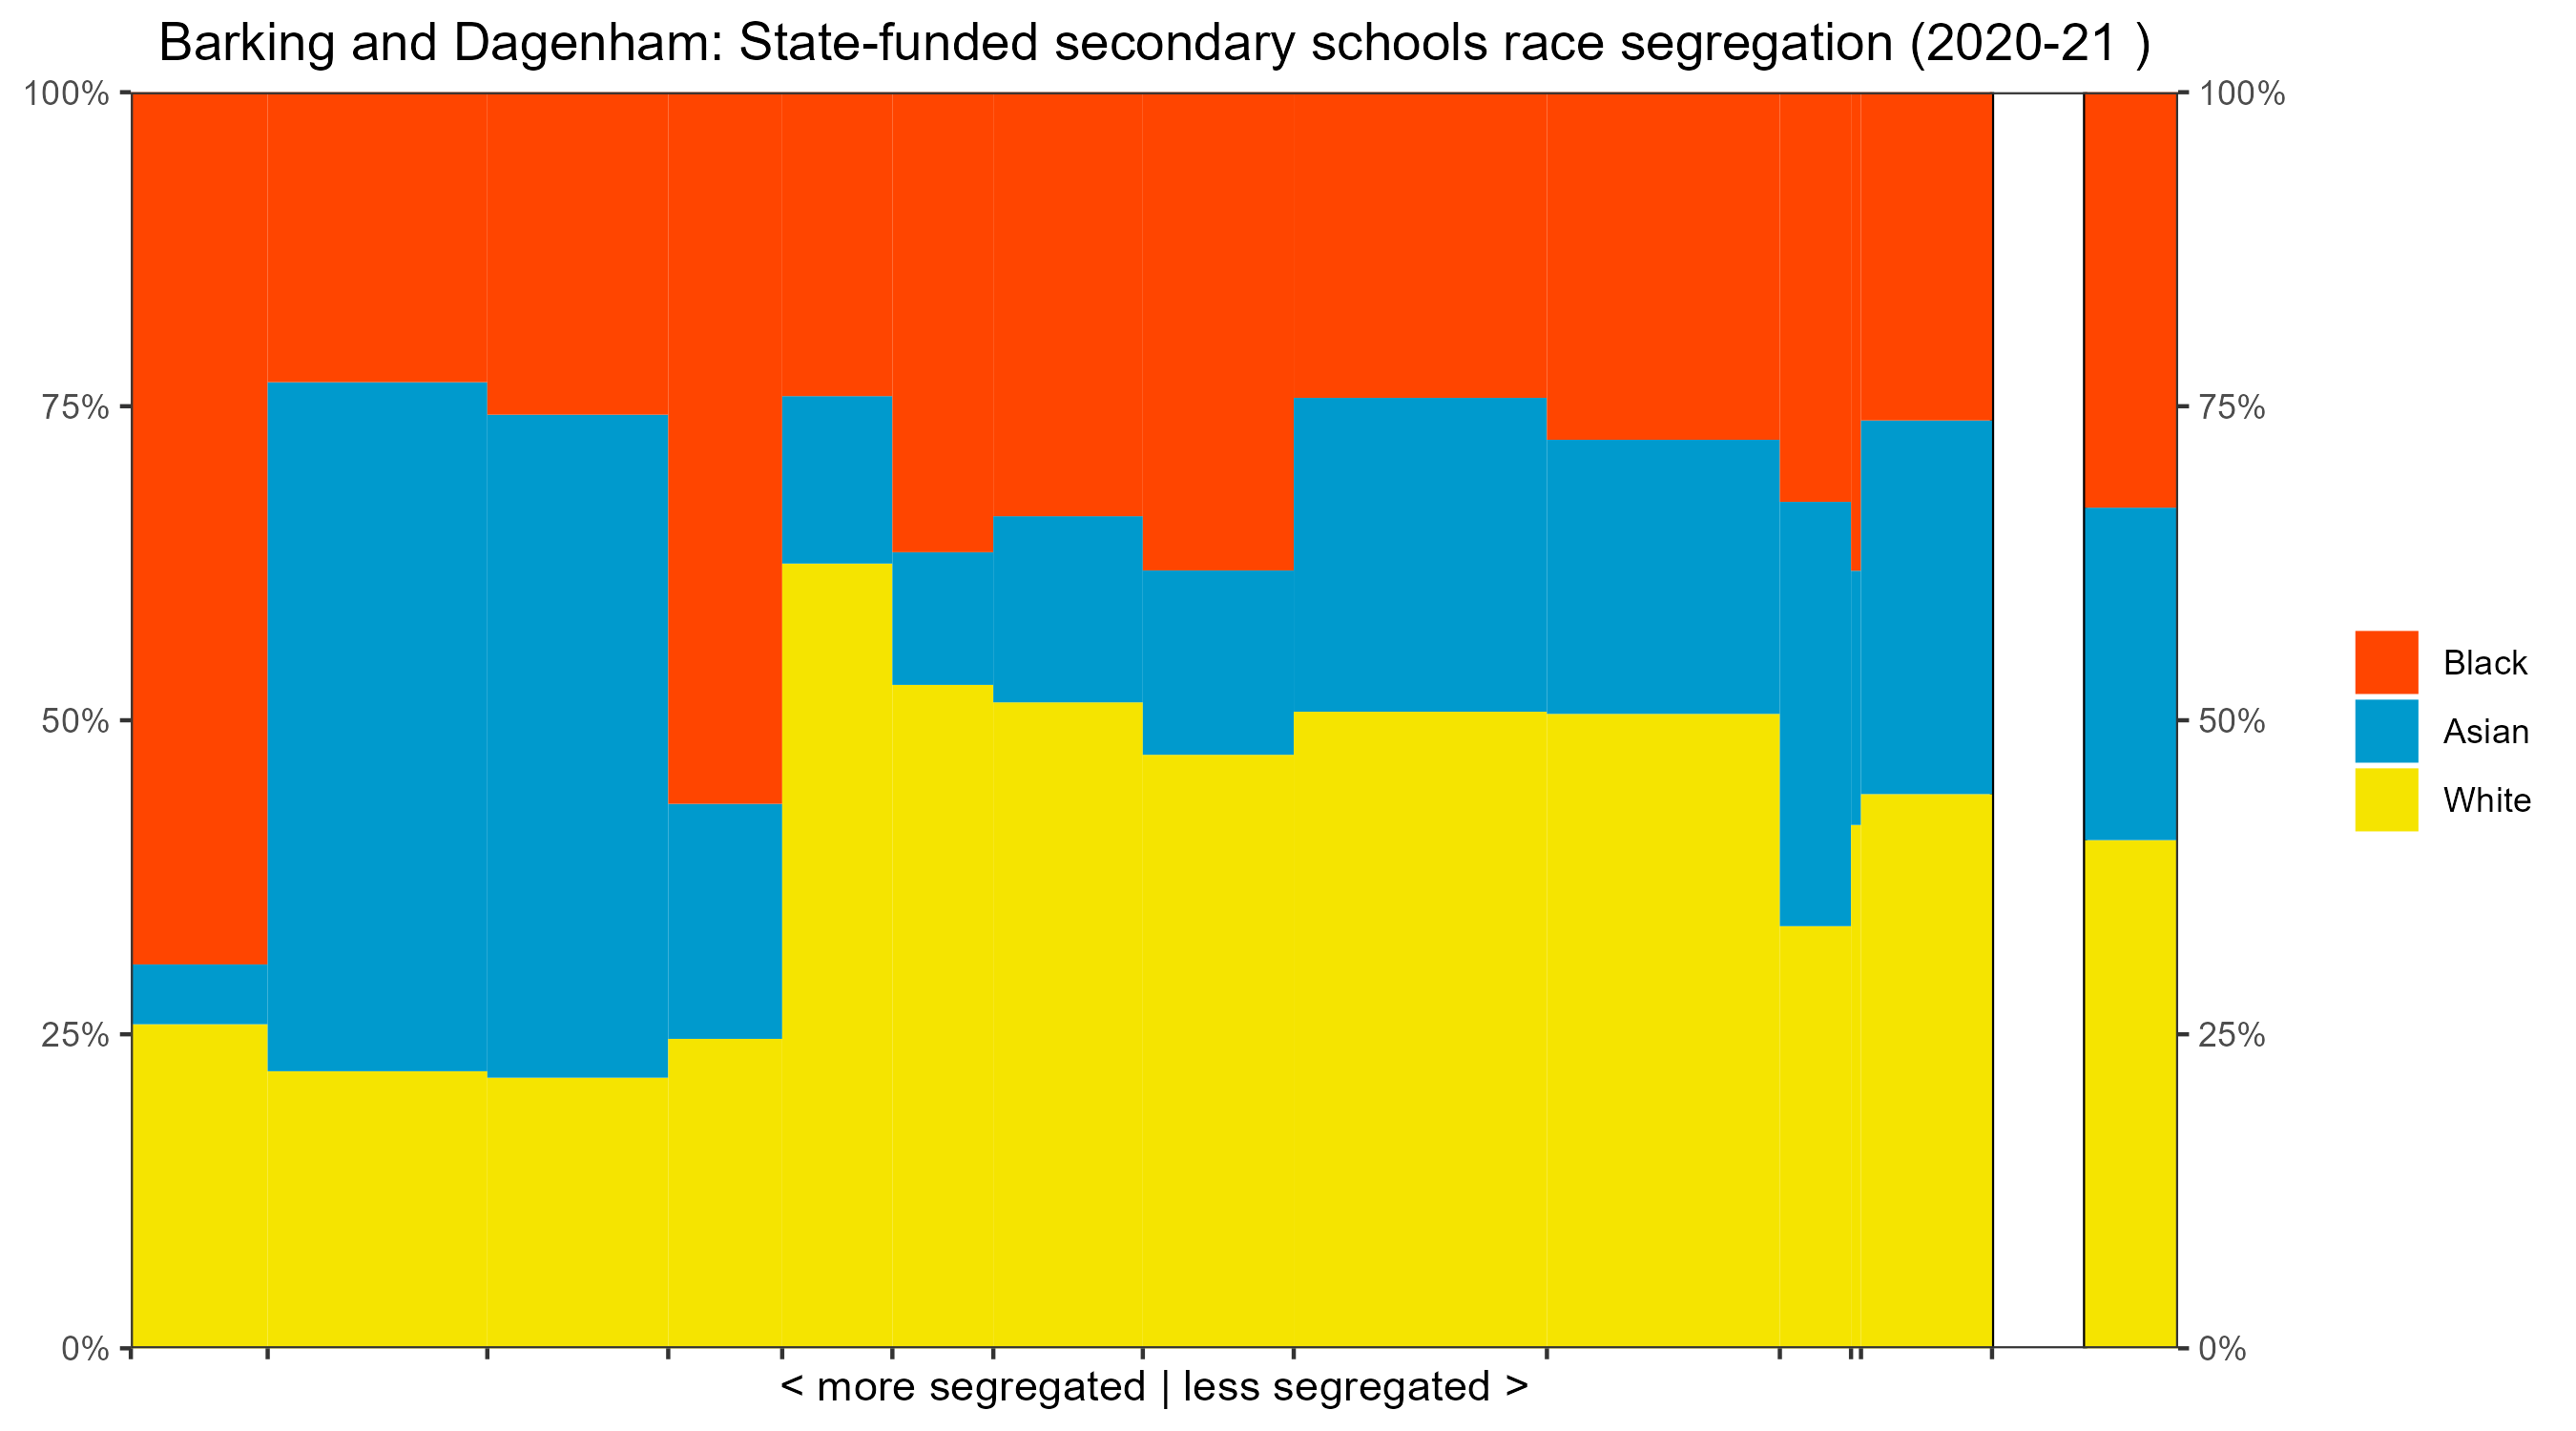 Barking and Dagenham: State-funded secondary schools race segregation (2020-21 )
100%
75%
50%
25%
0%
100%
75%
50%
25%
0%
Black
Asian
White
< more segregated | less segregated >